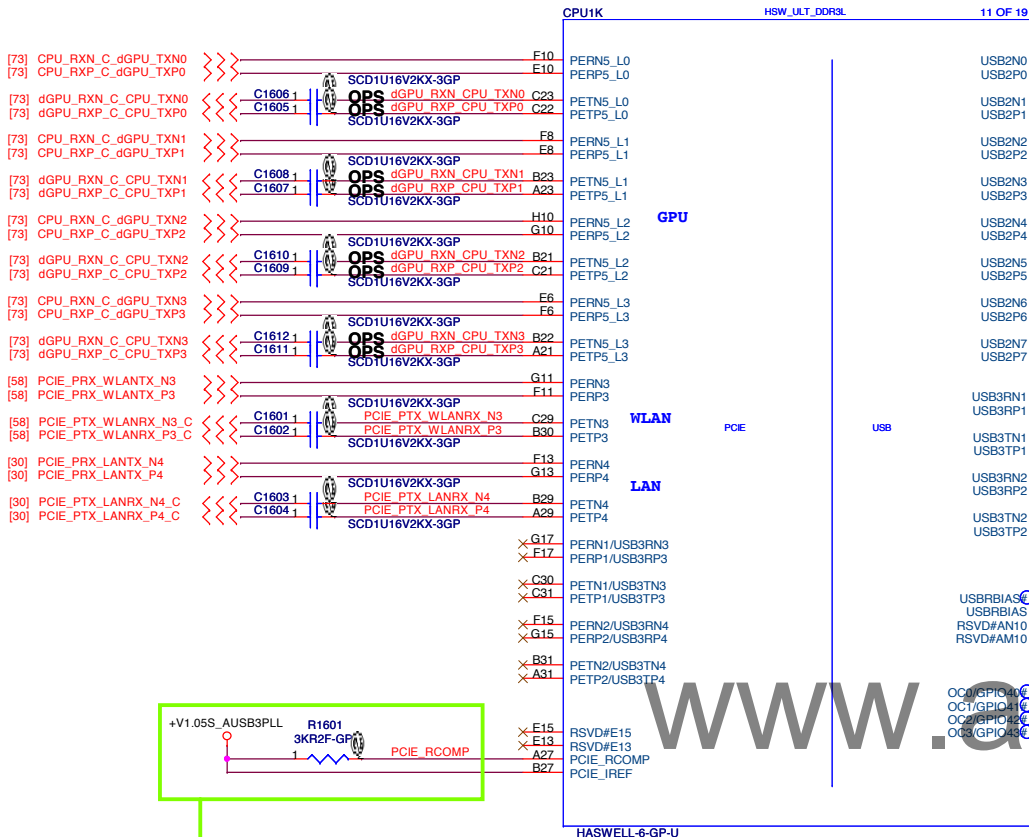 CPU1K HSW_ULT_DDR3L 11 OF 19
[73] CPU_RXN_C_dGPU_TXN0 F10 PERN5_L0 USB2N0
[73] CPU_RXP_C_dGPU_TXP0 E10 PERP5_L0 USB2P0
SCD1U16V2KX-3GP
[73] dGPU_RXN_C_CPU_TXN0 C1606 1 OPS dGPU_RXN_CPU_TXN0 C23 PETN5_L0 USB2N1
[73] dGPU_RXP_C_CPU_TXP0 C1605 1 OPS dGPU_RXP_CPU_TXP0 C22 PETP5_L0 USB2P1
SCD1U16V2KX-3GP
[73] CPU_RXN_C_dGPU_TXN1 F8 PERN5_L1 USB2N2
[73] CPU_RXP_C_dGPU_TXP1 E8 PERP5_L1 USB2P2
SCD1U16V2KX-3GP
[73] dGPU_RXN_C_CPU_TXN1 C1608 1 OPS dGPU_RXN_CPU_TXN1 B23 PETN5_L1 USB2N3
[73] dGPU_RXP_C_CPU_TXP1 C1607 1 OPS dGPU_RXP_CPU_TXP1 A23 PETP5_L1 USB2P3
SCD1U16V2KX-3GP
GPU
[73] CPU_RXN_C_dGPU_TXN2 H10 PERN5_L2 USB2N4
[73] CPU_RXP_C_dGPU_TXP2 G10 PERP5_L2 USB2P4
SCD1U16V2KX-3GP
[73] dGPU_RXN_C_CPU_TXN2 C1610 1 OPS dGPU_RXN_CPU_TXN2 B21 PETN5_L2 USB2N5
[73] dGPU_RXP_C_CPU_TXP2 C1609 1 OPS dGPU_RXP_CPU_TXP2 C21 PETP5_L2 USB2P5
SCD1U16V2KX-3GP
[73] CPU_RXN_C_dGPU_TXN3 E6 PERN5_L3 USB2N6
[73] CPU_RXP_C_dGPU_TXP3 F6 PERP5_L3 USB2P6
SCD1U16V2KX-3GP
[73] dGPU_RXN_C_CPU_TXN3 C1612 1 OPS dGPU_RXN_CPU_TXN3 B22 PETN5_L3 USB2N7
[73] dGPU_RXP_C_CPU_TXP3 C1611 1 OPS dGPU_RXP_CPU_TXP3 A21 PETP5_L3 USB2P7
SCD1U16V2KX-3GP
[58] PCIE_PRX_WLANTX_N3 G11 PERN3
[58] PCIE_PRX_WLANTX_P3 F11 PERP3 USB3RN1
SCD1U16V2KX-3GP USB3RP1
[58] PCIE_PTX_WLANRX_N3_C C1601 1 PCIE_PTX_WLANRX_N3 C29 PETN3 WLAN
[58] PCIE_PTX_WLANRX_P3_C C1602 1 PCIE_PTX_WLANRX_P3 B30 PETP3 PCIE USB USB3TN1
SCD1U16V2KX-3GP USB3TP1
[30] PCIE_PRX_LANTX_N4 F13 PERN4
[30] PCIE_PRX_LANTX_P4 G13 PERP4 USB3RN2
SCD1U16V2KX-3GP LAN USB3RP2
[30] PCIE_PTX_LANRX_N4_C C1603 1 PCIE_PTX_LANRX_N4 B29 PETN4
[30] PCIE_PTX_LANRX_P4_C C1604 1 PCIE_PTX_LANRX_P4 A29 PETP4 USB3TN2
SCD1U16V2KX-3GP USB3TP2
G17 PERN1/USB3RN3
F17 PERP1/USB3RP3
C30 PETN1/USB3TN3
C31 PETP1/USB3TP3 USBRBIAS#
USBRBIAS
F15 PERN2/USB3RN4 RSVD#AN10
G15 PERP2/USB3RP4 RSVD#AM10
B31 PETN2/USB3TN4
A31 PETP2/USB3TP4
OC0/GPIO40#
OC1/GPIO41#
OC2/GPIO42#
OC3/GPIO43#
www.a
+V1.05S_AUSB3PLL
R1601
3KR2F-GP
E15 RSVD#E15
E13 RSVD#E13
1 PCIE_RCOMP A27 PCIE_RCOMP
B27 PCIE_IREF
HASWELL-6-GP-U